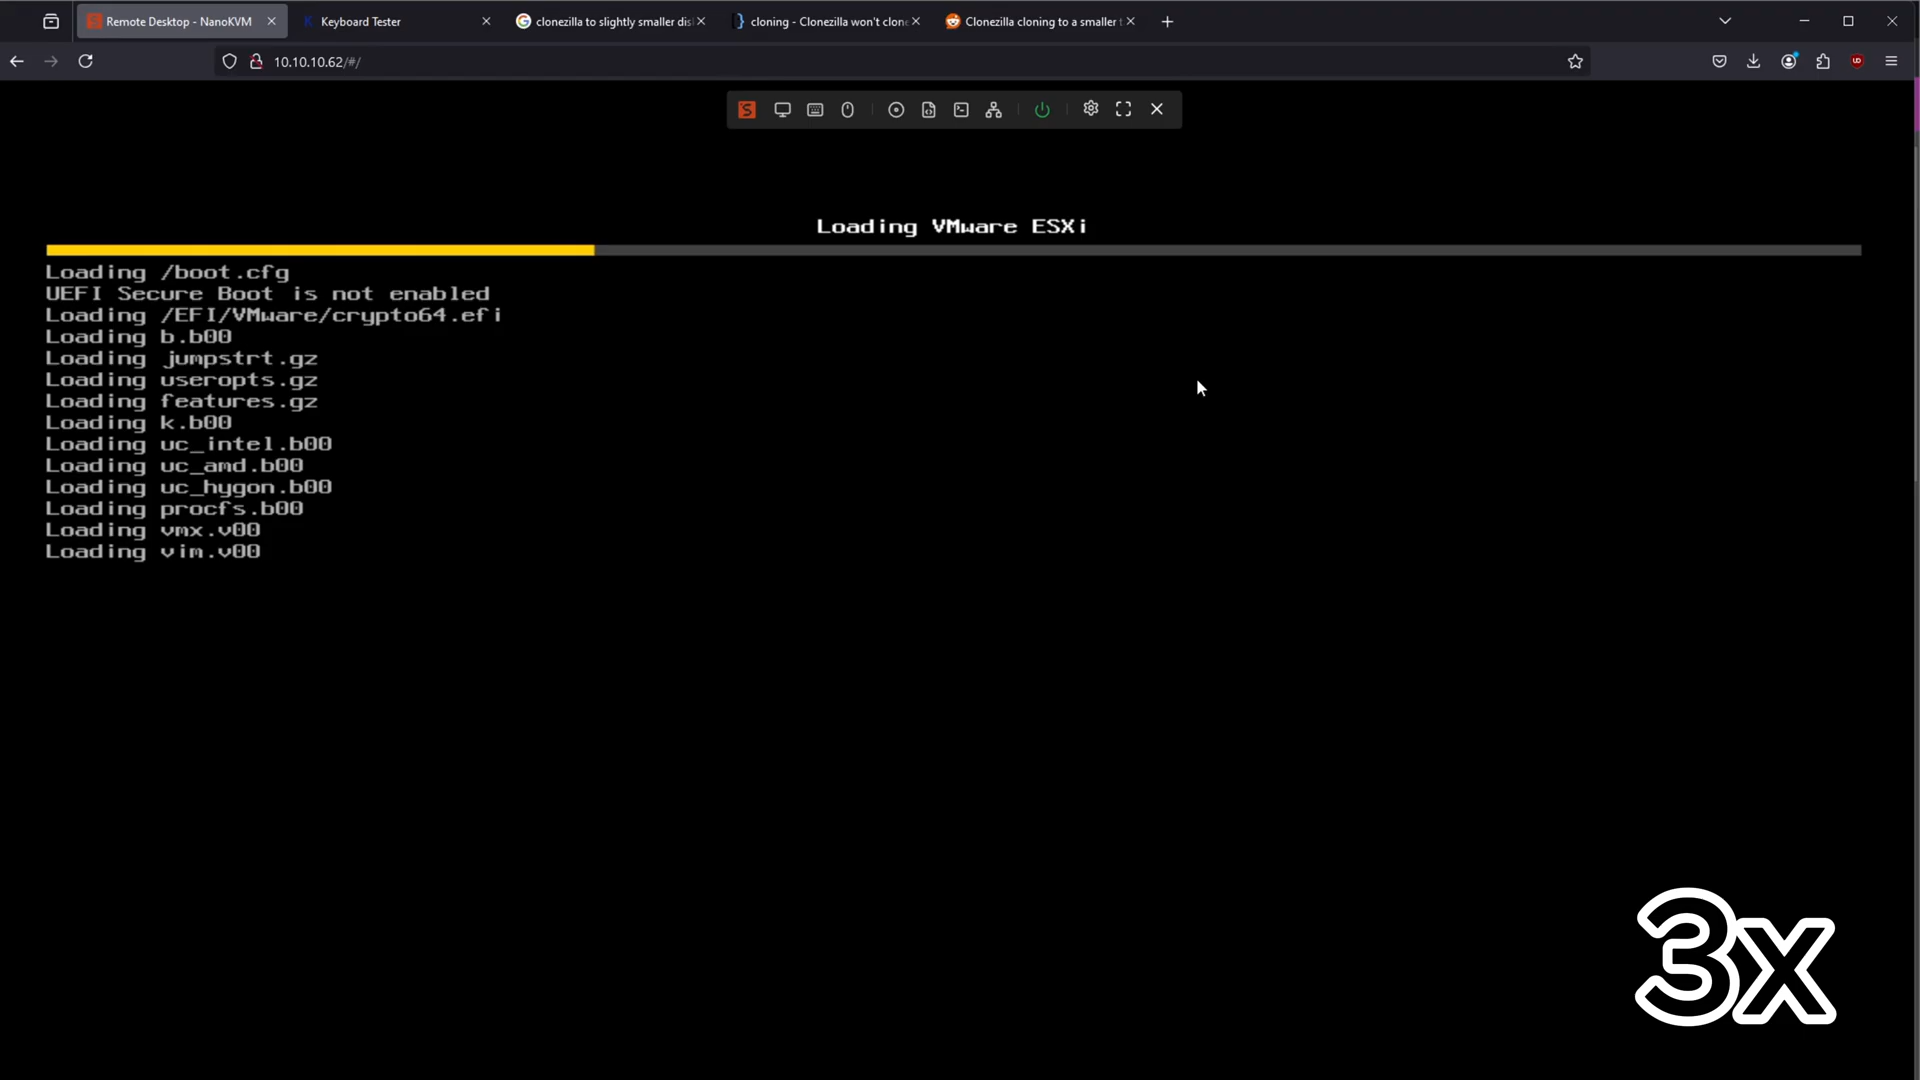 Remote Desktop - NanoKVM
Keyboard Tester
clonezilla to slightly smaller dis
cloning - Clonezilla won't clone
Clonezilla cloning to a smaller
10.10.10.62/#/
Loading VMware ESXi
Loading /boot.cfg
UEFI Secure Boot is not enabled
Loading /EFI/VMware/crypto64.efi
Loading b.b00
Loading jumpstrt.gz
Loading useropts.gz
Loading features.gz
Loading k.b00
Loading uc_intel.b00
Loading uc_amd.b00
Loading uc_hygon.b00
Loading procfs.b00
Loading vmx.v00
Loading vim.v00
3x